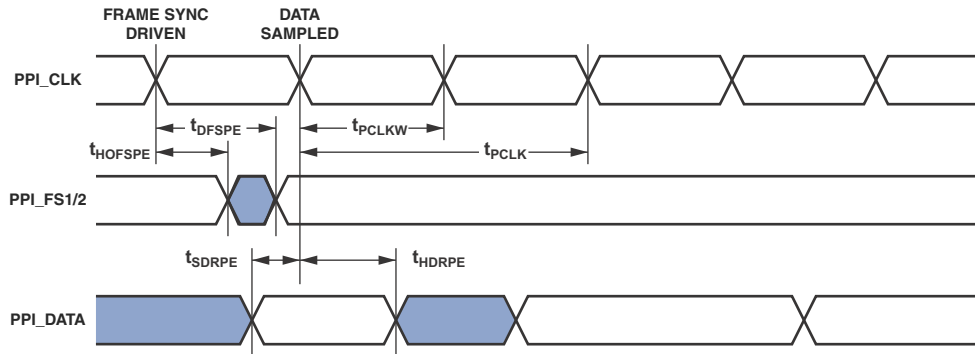 FRAME SYNC
DRIVEN
DATA
SAMPLED
PPI_CLK
tDFSPE
tPCLKW
tHOFSPE
tPCLK
PPI_FS1/2
tSDRPE
tHDRPE
PPI_DATA